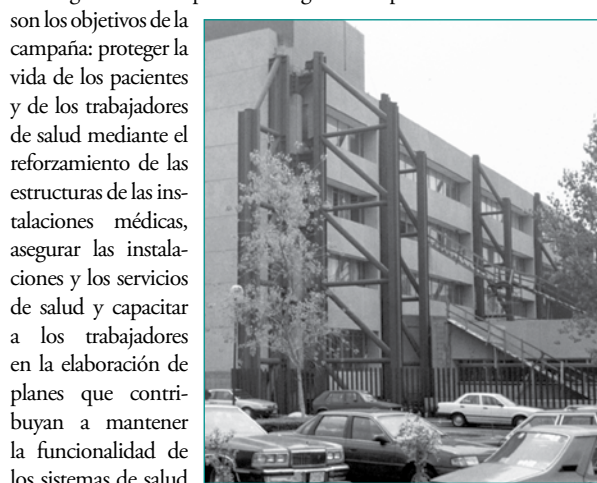 son los objetivos de la
campaña: proteger la
vida de los pacientes
y de los trabajadores
de salud mediante el
reforzamiento de las
estructuras de las ins-
talaciones médicas,
asegurar las instala-
ciones y los servicios
de salud y capacitar
a los trabajadores
en la elaboración de
planes que contri-
buyan a mantener
la funcionalidad de
los sistemas de salud